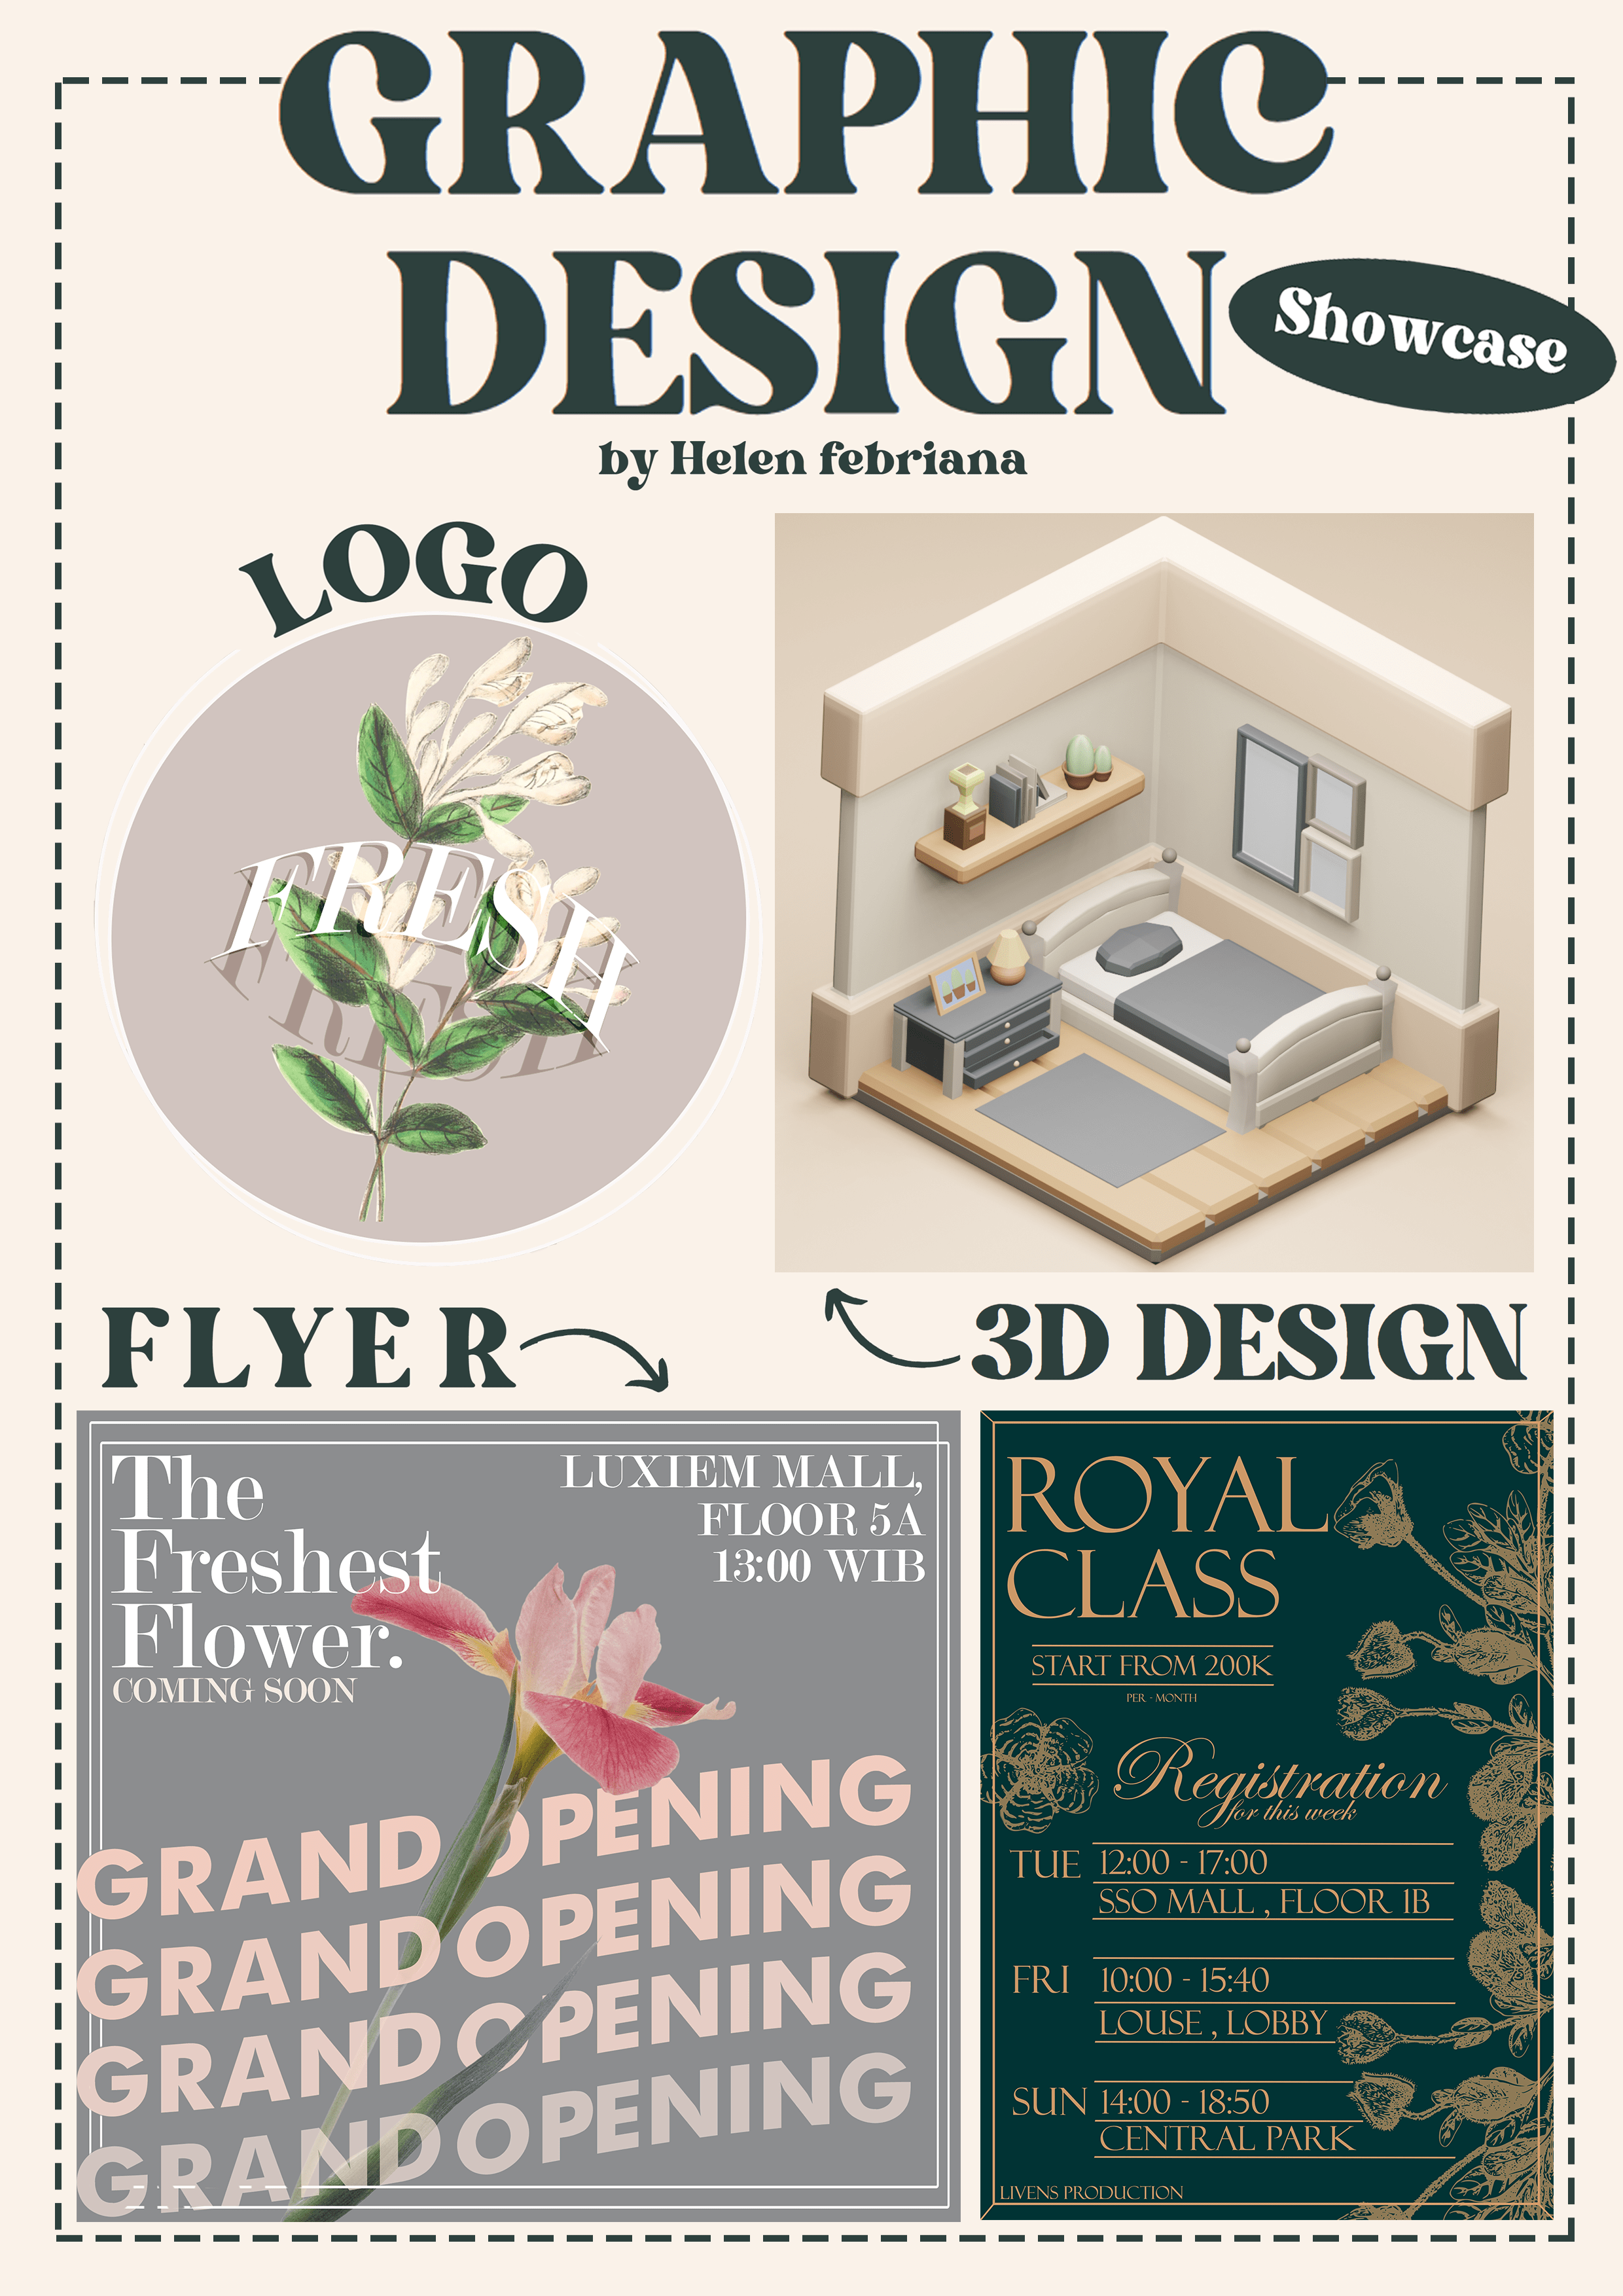 GRAPHIC
DESIGN
Showcase
by Helen febriana
LOGO
FRESH
FRESH
FLYER
3D DESIGN
The
Freshest
Flower.
COMING SOON
LUXIEM MALL,
FLOOR 5A
13:00 WIB
GRAND OPENING
GRAND OPENING
GRAND OPENING
GRAND OPENING
ROYAL
CLASS
START FROM 200K
PER - MONTH
Registration
for this week
TUE 12:00 - 17:00
SSO MALL , FLOOR 1B
FRI 10:00 - 15:40
LOUSE , LOBBY
SUN 14:00 - 18:50
CENTRAL PARK
LIVENS PRODUCTION